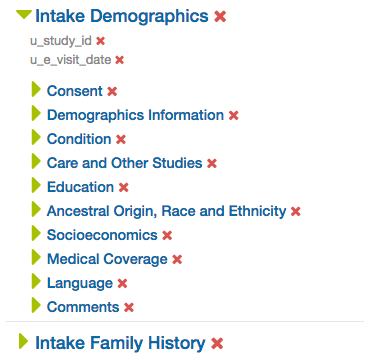 Intake Demographics
u_study_id
u_e_visit_date
Consent
Demographics Information
Condition
Care and Other Studies
Education
Ancestral Origin, Race and Ethnicity
Socioeconomics
Medical Coverage
Language
Comments
Intake Family History